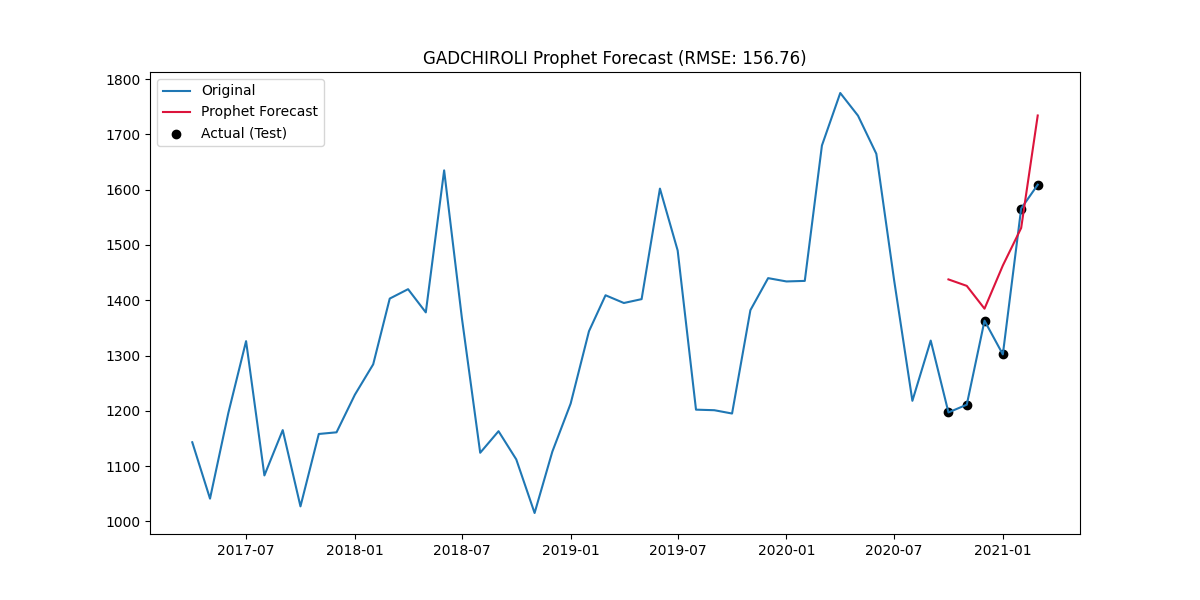 GADCHIROLI Prophet Forecast (RMSE: 156.76)
Original
Prophet Forecast
Actual (Test)
1800
1700
1600
1500
1400
1300
1200
1100
1000
2017-07 2018-01 2018-07 2019-01 2019-07 2020-01 2020-07 2021-01